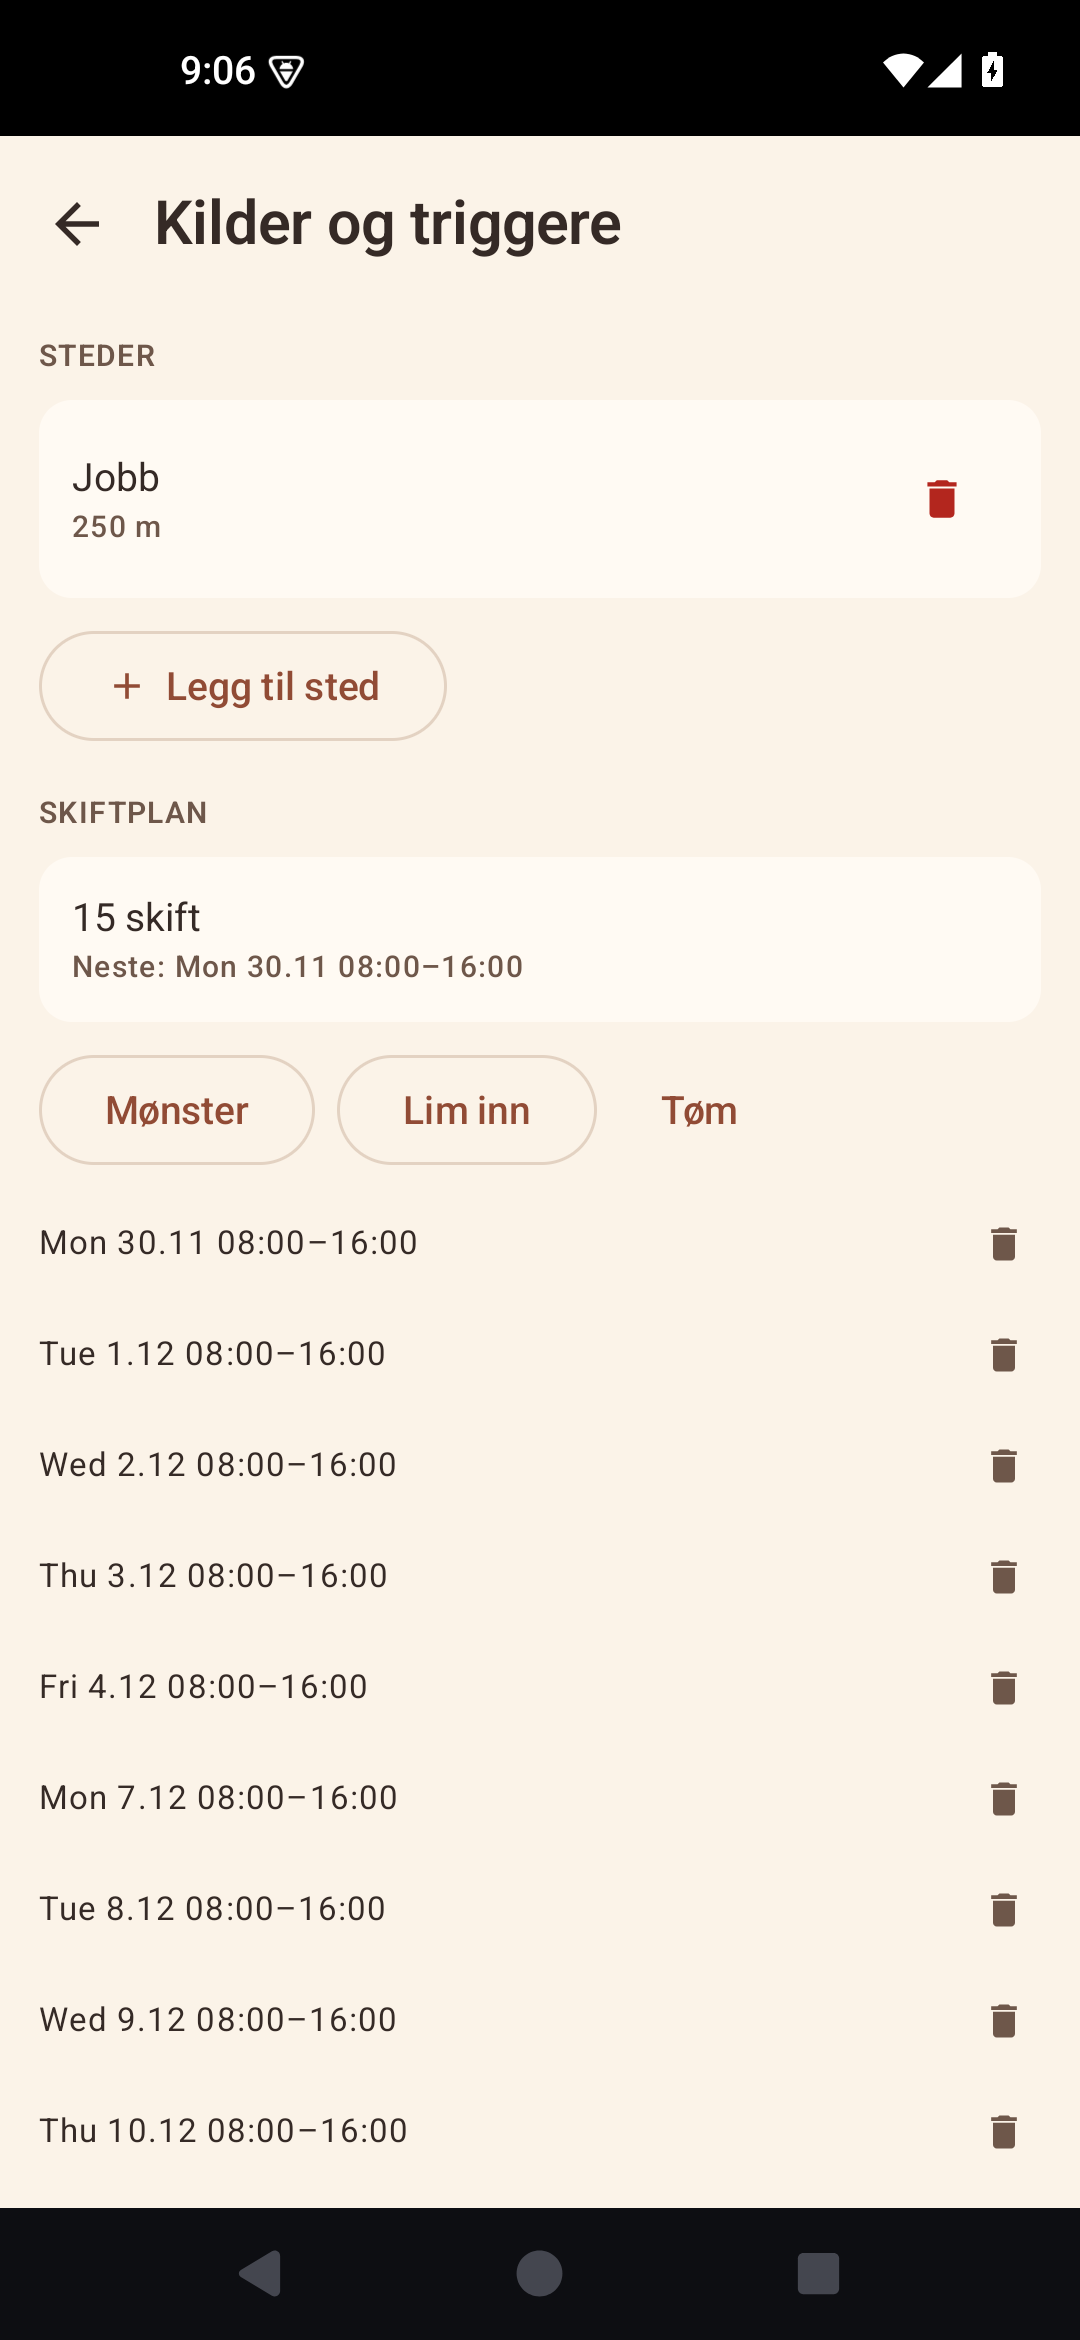 9:06
Kilder og triggere
STEDER
Jobb
250 m
+ Legg til sted
SKIFTPLAN
15 skift
Neste: Mon 30.11 08:00–16:00
Mønster Lim inn Tøm
Mon 30.11 08:00–16:00
Tue 1.12 08:00–16:00
Wed 2.12 08:00–16:00
Thu 3.12 08:00–16:00
Fri 4.12 08:00–16:00
Mon 7.12 08:00–16:00
Tue 8.12 08:00–16:00
Wed 9.12 08:00–16:00
Thu 10.12 08:00–16:00